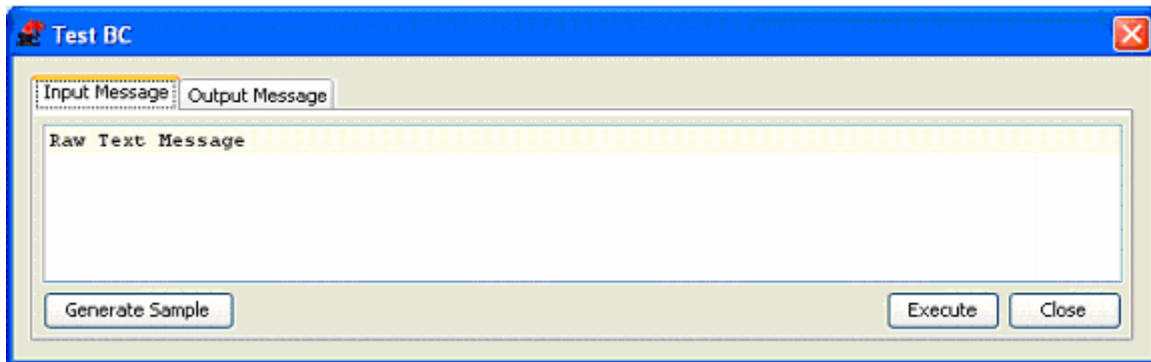 Test BC
Input Message Output Message
Raw Text Message
Generate Sample Execute Close